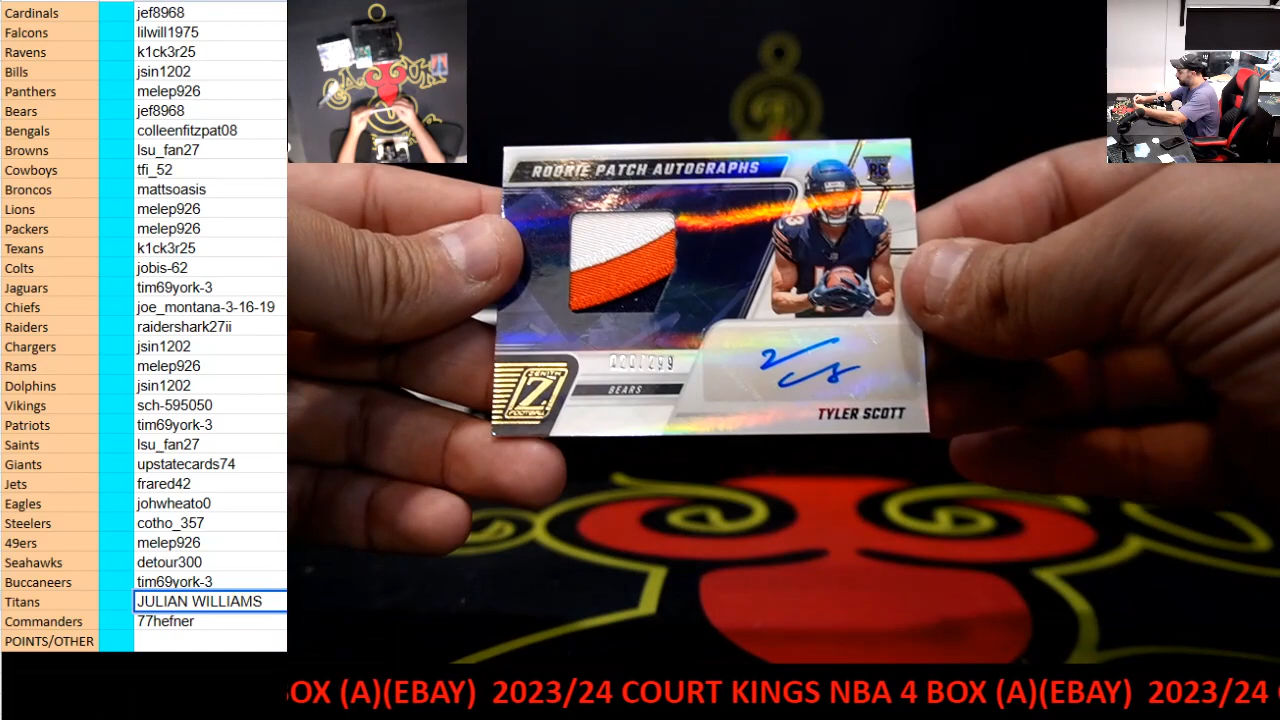 Cardinals jef8968
Falcons lilwill1975
Ravens k1ck3r25
Bills jsin1202
Panthers melep926
Bears jef8968
Bengals colleenfitzpat08
Browns lsu_fan27
Cowboys tfi_52
Broncos mattsoasis
Lions melep926
Packers melep926
Texans k1ck3r25
Colts jobis-62
Jaguars tim69york-3
Chiefs joe_montana-3-16-19
Raiders raidershark27ii
Chargers jsin1202
Rams melep926
Dolphins jsin1202
Vikings sch-595050
Patriots tim69york-3
Saints lsu_fan27
Giants upstatecards74
Jets frared42
Eagles johwheato0
Steelers cotho_357
49ers melep926
Seahawks detour300
Buccaneers tim69york-3
Titans JULIAN WILLIAMS
Commanders 77hefner
POINTS/OTHER
ROOKIE PATCH AUTOGRAPHS
RC
/299
BEARS
ZENITH
Z
FOOTBALL
TYLER SCOTT
BOX (A)(EBAY) 2023/24 COURT KINGS NBA 4 BOX (A)(EBAY) 2023/24